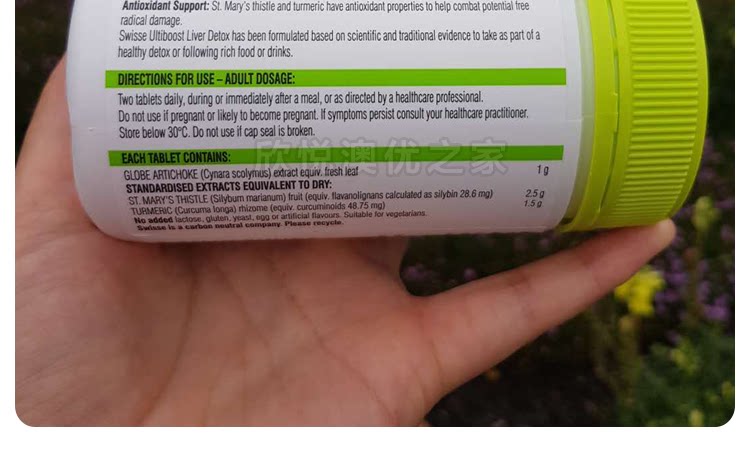 Antioxidant Support: St. Mary's thistle and turmeric have antioxidant properties to help combat potential free
radical damage.
Swisse Ultiboost Liver Detox has been formulated based on scientific and traditional evidence to take as part of a
healthy detox or following rich food or drinks.
DIRECTIONS FOR USE – ADULT DOSAGE:
Two tablets daily, during or immediately after a meal, or as directed by a healthcare professional.
Do not use if pregnant or likely to become pregnant. If symptoms persist consult your healthcare practitioner.
Store below 30°C. Do not use if cap seal is broken.
欣悦澳优之家
EACH TABLET CONTAINS:
GLOBE ARTICHOKE (Cynara scolymus) extract equiv. fresh leaf 1 g
STANDARDISED EXTRACTS EQUIVALENT TO DRY:
ST. MARY'S THISTLE (Silybum marianum) fruit (equiv. flavanolignans calculated as silybin 28.6 mg) 2.5 g
TURMERIC (Curcuma longa) rhizome (equiv. curcuminoids 48.75 mg) 1.5 g
No added lactose, gluten, yeast, egg or artificial flavours. Suitable for vegetarians.
Swisse is a carbon neutral company. Please recycle.